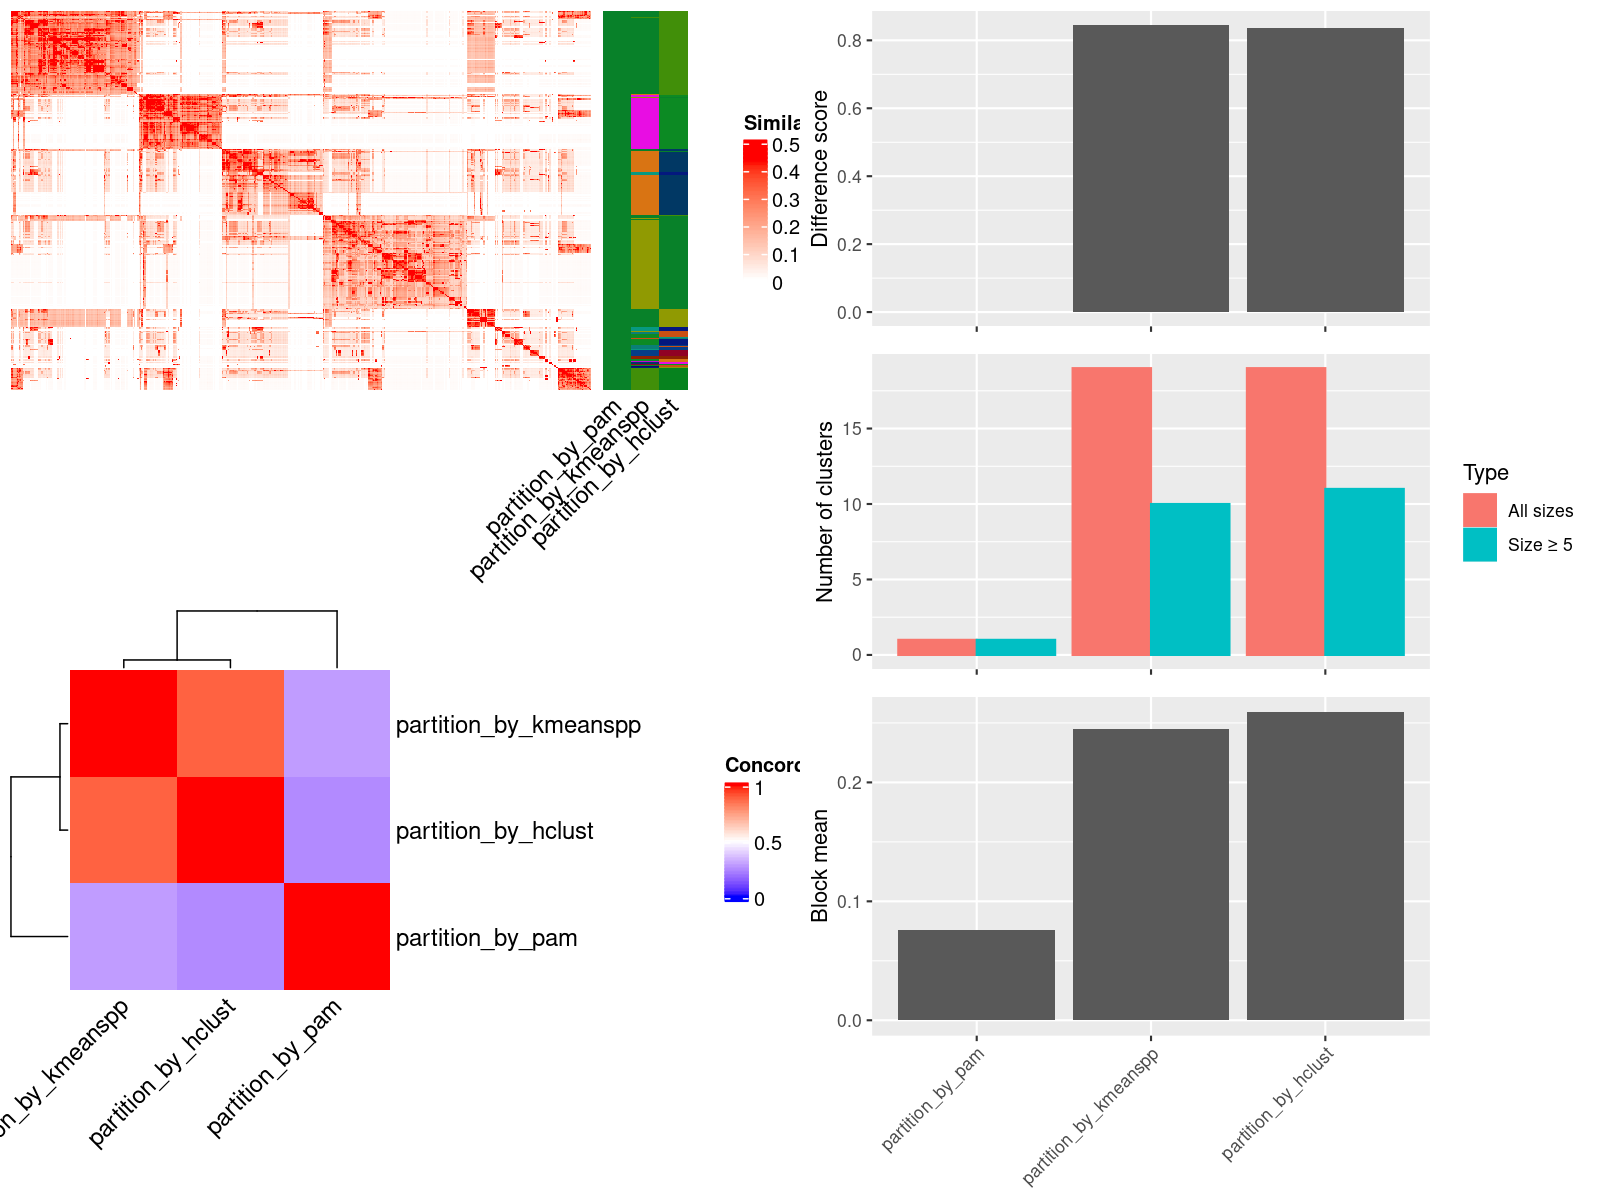 Simila
0.5
0.4
0.3
0.2
0.1
0
partition_by_pam
partition_by_kmeanspp
partition_by_hclust
Difference score
0.8
0.6
0.4
0.2
0.0
Number of clusters
15
10
5
0
Type
All sizes
Size ≥ 5
partition_by_kmeanspp
partition_by_hclust
partition_by_pam
on_by_kmeanspp
partition_by_hclust
partition_by_pam
Concord
1
0.5
0
Block mean
0.2
0.1
0.0
partition_by_pam
partition_by_kmeanspp
partition_by_hclust